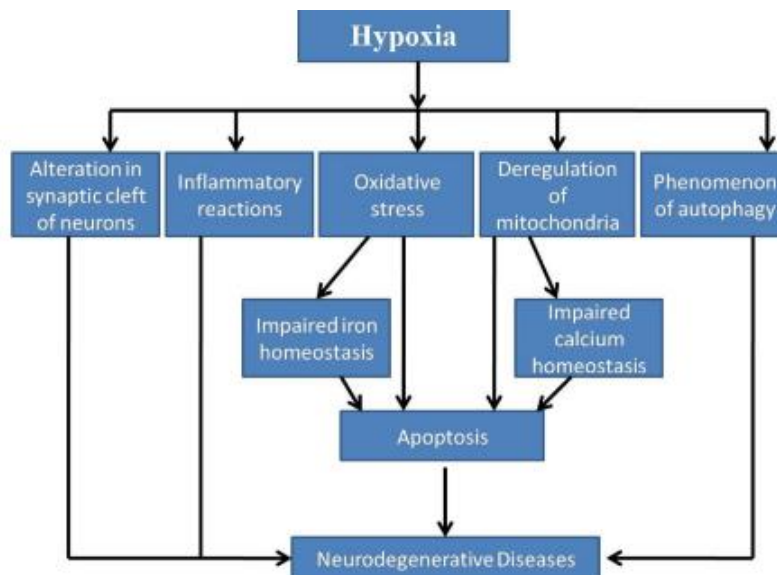 Hypoxia
Alteration in
synaptic cleft
of neurons
Inflammatory
reactions
Oxidative
stress
Deregulation
of
mitochondria
Phenomenon
of autophagy
Impaired iron
homeostasis
Impaired
calcium
homeostasis
Apoptosis
Neurodegenerative Diseases